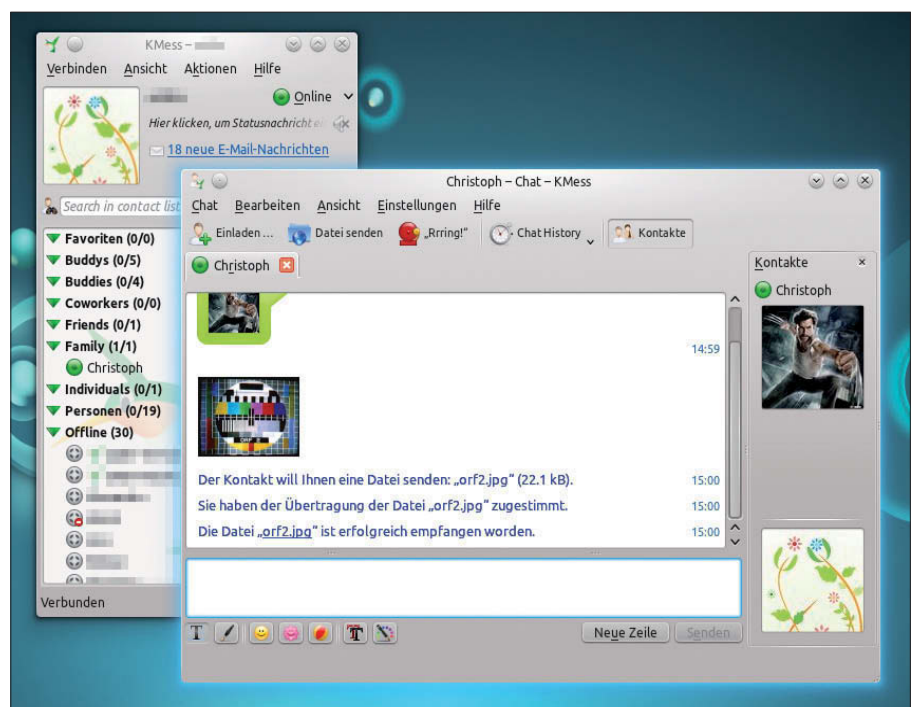 KMess –
Verbinden Ansicht Aktionen Hilfe
Online
Hier klicken, um Statusnachricht
18 neue E-Mail-Nachrichten
Search in contact list
Favoriten (0/0)
Buddys (0/5)
Buddies (0/4)
Coworkers (0/0)
Friends (0/1)
Family (1/1)
Christoph
Individuals (0/1)
Personen (0/19)
Offline (30)
Verbunden
Christoph – Chat – KMess
Chat Bearbeiten Ansicht Einstellungen Hilfe
Einladen ... Datei senden „Rrring!“ Chat History Kontakte
Christoph
14:59
ORF 2
Der Kontakt will Ihnen eine Datei senden: „orf2.jpg“ (22.1 kB). 15:00
Sie haben der Übertragung der Datei „orf2.jpg“ zugestimmt. 15:00
Die Datei „orf2.jpg“ ist erfolgreich empfangen worden. 15:00
Neue Zeile Senden
Kontakte
Christoph